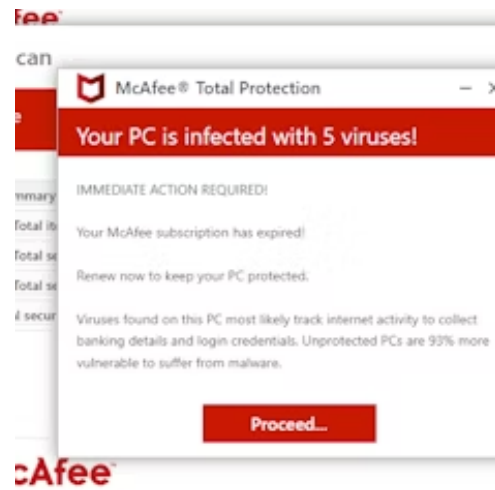 fee
can
McAfee® Total Protection
Your PC is infected with 5 viruses!
IMMEDIATE ACTION REQUIRED!
mmary
Total
Your McAfee subscription has expired!
Total
Total
Renew now to keep your PC protected.
secur
Viruses found on this PC most likely track internet activity to collect
banking details and login credentials. Unprotected PCs are 93% more
vulnerable to suffer from malware.
Proceed...
cAfee